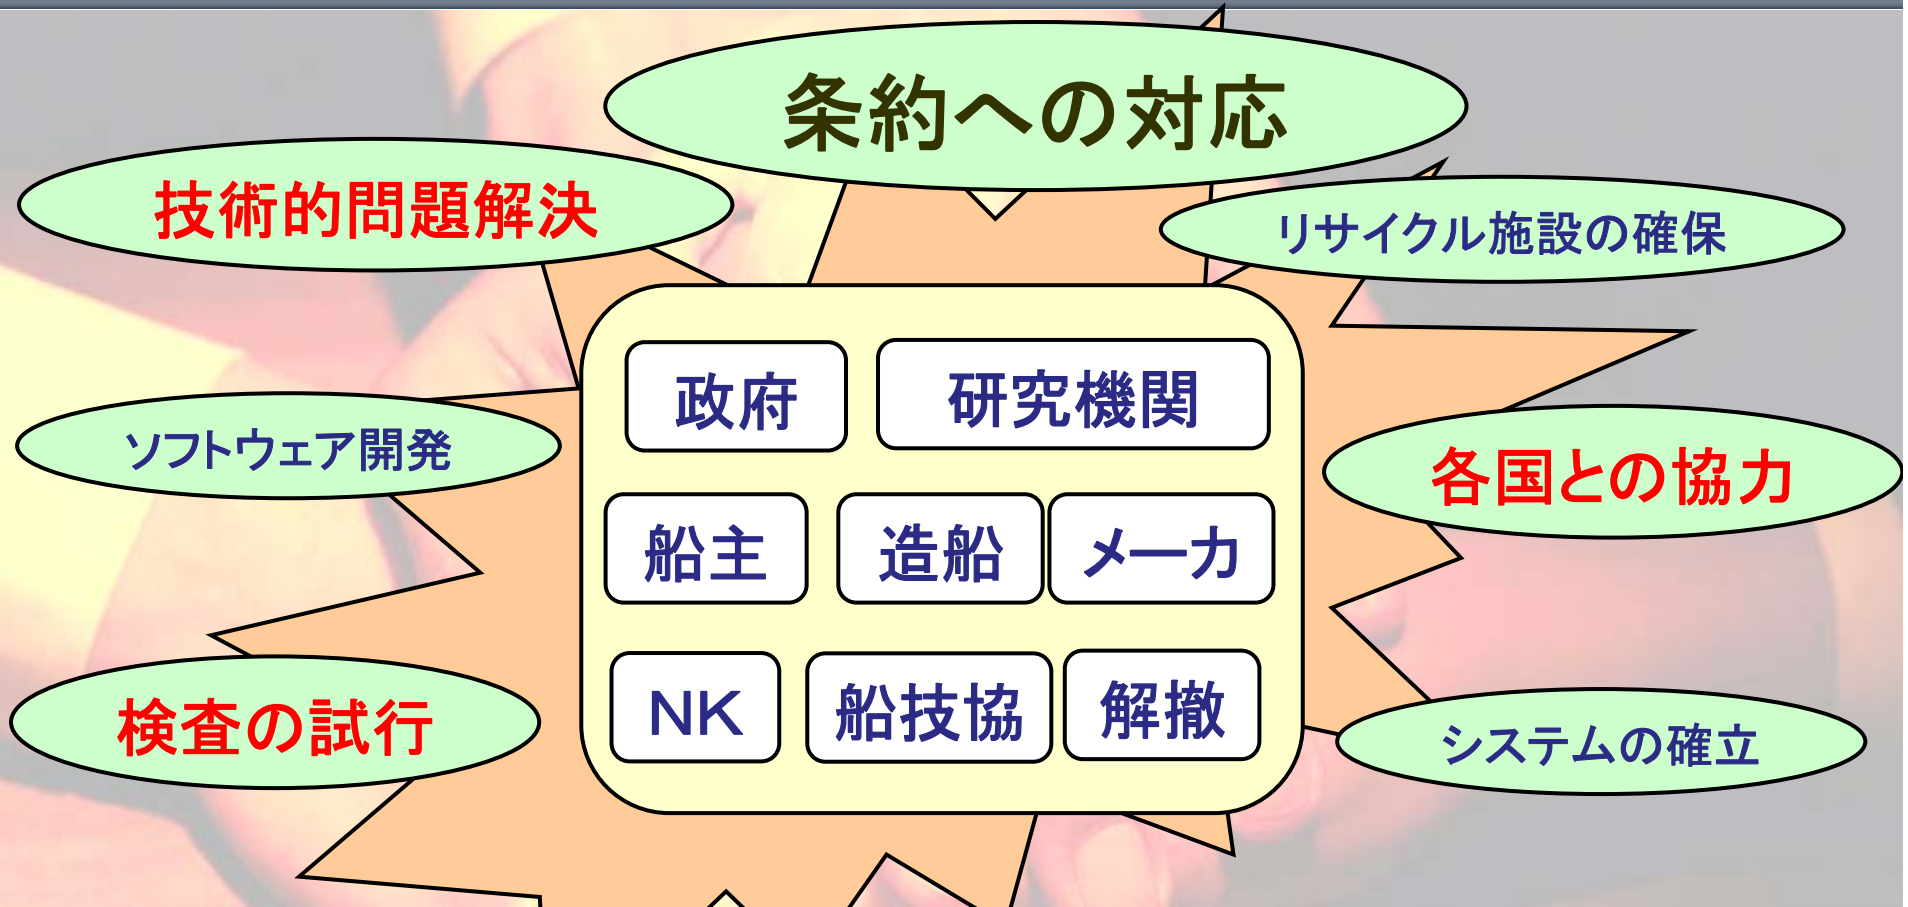 条約への対応
技術的問題解決
リサイクル施設の確保
政府
研究機関
ソフトウェア開発
各国との協力
船主
造船
メーカ
NK
船技協
解撤
検査の試行
システムの確立